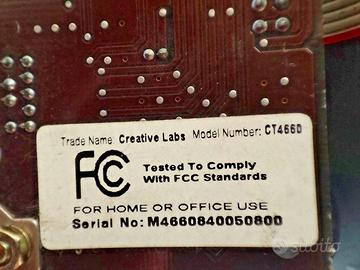 Trade Name: Creative Labs Model Number: CT4660
FCC
Tested To Comply
With FCC Standards
FOR HOME OR OFFICE USE
Serial No: M4660840050800
subito